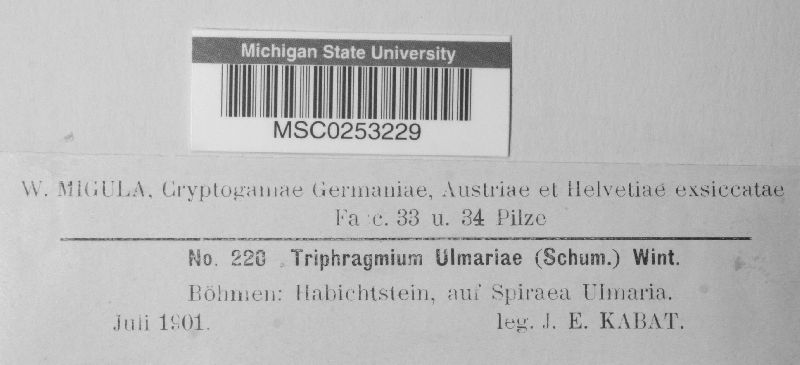 Michigan State University
MSC0253229
W. MIGULA, Cryptogamae Germaniae, Austriae et Helvetiae exsiccatae
Fasc. 33 u. 34 Pilze
No. 220 Triphragmium Ulmariae (Schum.) Wint.
Böhmen: Habichtstein, auf Spiraea Ulmaria.
Juli 1901. leg. J. E. KABAT.